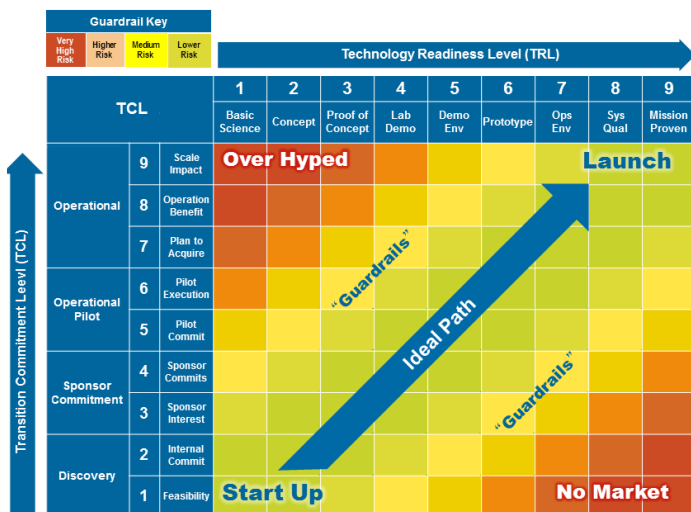 Guardrail Key
Very High Risk
Higher Risk
Medium Risk
Lower Risk
Technology Readiness Level (TRL)
TCL
1 2 3 4 5 6 7 8 9
Basic Science
Concept
Proof of Concept
Lab Demo
Demo Env
Prototype
Ops Env
Sys Qual
Mission Proven
Transition Commitment Leevl (TCL)
Operational
9 Scale Impact
8 Operation Benefit
7 Plan to Acquire
Operational Pilot
6 Pilot Execution
5 Pilot Commit
Sponsor Commitment
4 Sponsor Commits
3 Sponsor Interest
Discovery
2 Internal Commit
1 Feasibility
Over Hyped
Launch
"Guardrails"
Ideal Path
"Guardrails"
Start Up
No Market